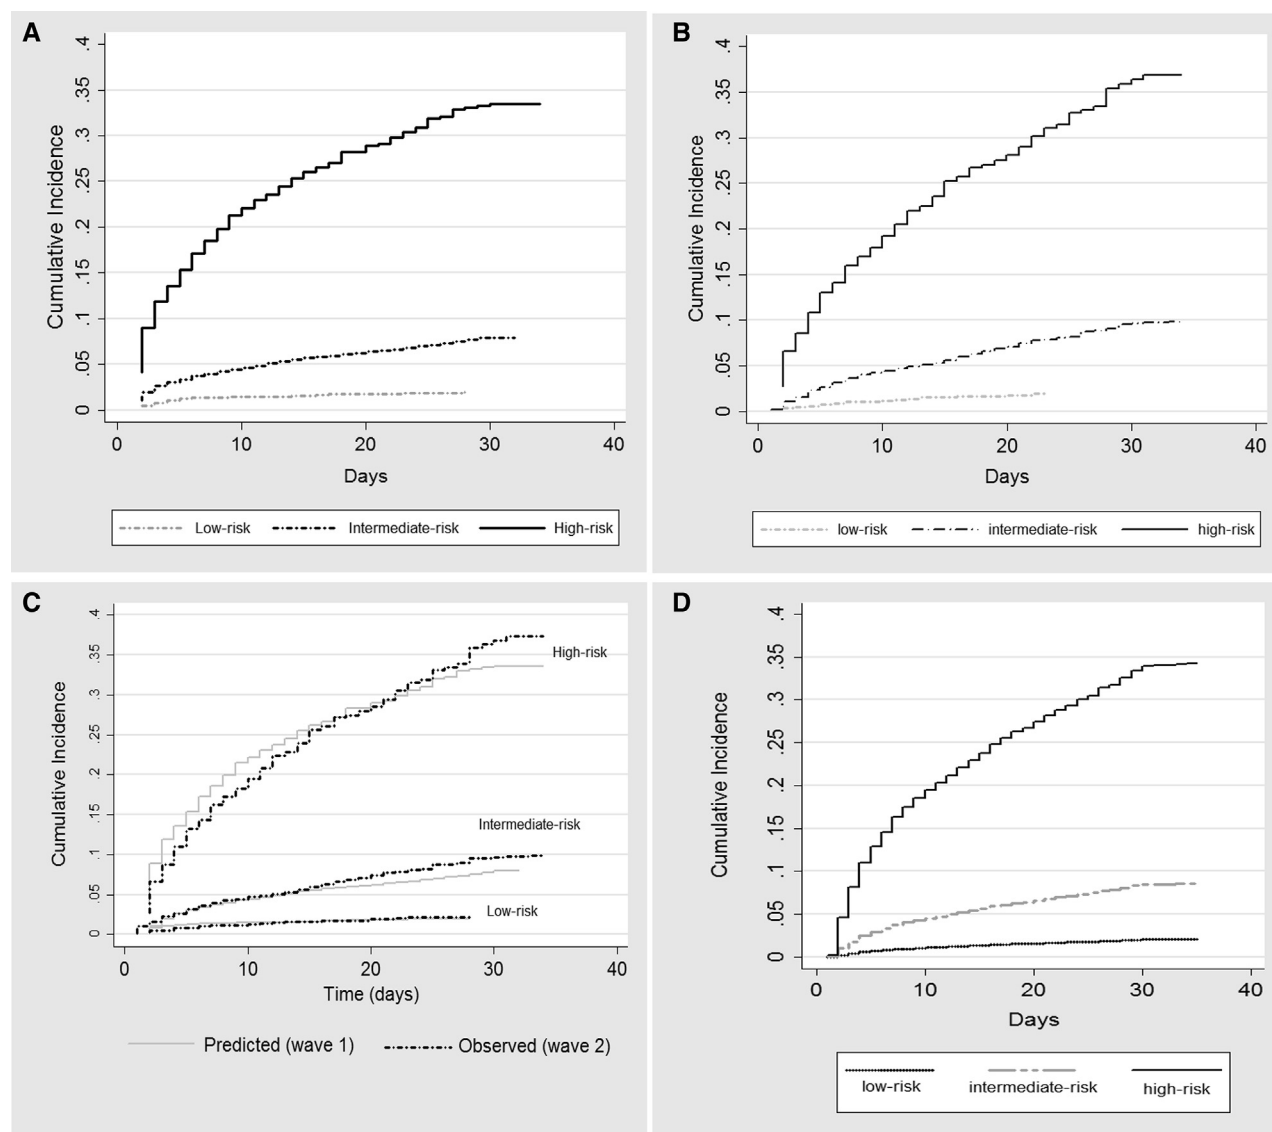 A
Cumulative Incidence
.4
.35
.3
.25
.2
.15
.1
.05
0
0 10 20 30 40
Days
Low-risk Intermediate-risk High-risk
B
Cumulative Incidence
.4
.35
.3
.25
.2
.15
.1
.05
0
0 10 20 30 40
Days
low-risk intermediate-risk high-risk
C
Cumulative Incidence
.4
.35
.3
.25
.2
.15
.1
.05
0
High-risk
Intermediate-risk
Low-risk
0 10 20 30 40
Time (days)
Predicted (wave 1) Observed (wave 2)
D
Cumulative Incidence
.4
.35
.3
.25
.2
.15
.1
.05
0
0 10 20 30 40
Days
low-risk intermediate-risk high-risk